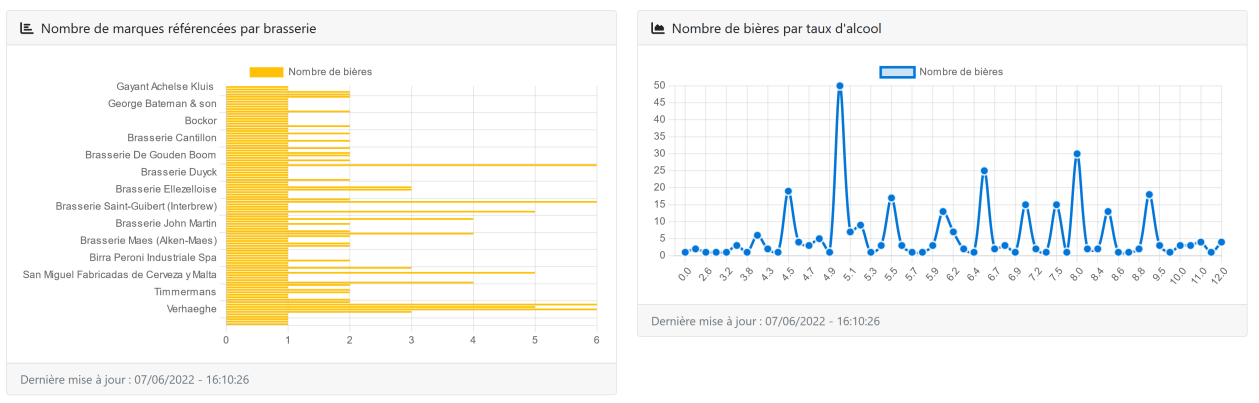 Nombre de marques référencées par brasserie
Nombre de bières
Gayant Achelse Kluis
George Bateman & son
Bockor
Brasserie Cantillon
Brasserie De Gouden Boom
Brasserie Duyck
Brasserie Ellezelloise
Brasserie Saint-Guibert (Interbrew)
Brasserie John Martin
Brasserie Maes (Alken-Maes)
Birra Peroni Industriale Spa
San Miguel Fabricadas de Cerveza y Malta
Timmermans
Verhaeghe
0 1 2 3 4 5 6
Dernière mise à jour : 07/06/2022 - 16:10:26
Nombre de bières par taux d'alcool
Nombre de bières
50
45
40
35
30
25
20
15
10
5
0
0.0 2.6 3.2 3.8 4.3 4.5 4.7 4.9 5.1 5.3 5.5 5.7 5.9 6.2 6.4 6.7 6.9 7.2 7.5 8.0 8.4 8.6 8.8 9.5 10.0 11.0 12.0
Dernière mise à jour : 07/06/2022 - 16:10:26